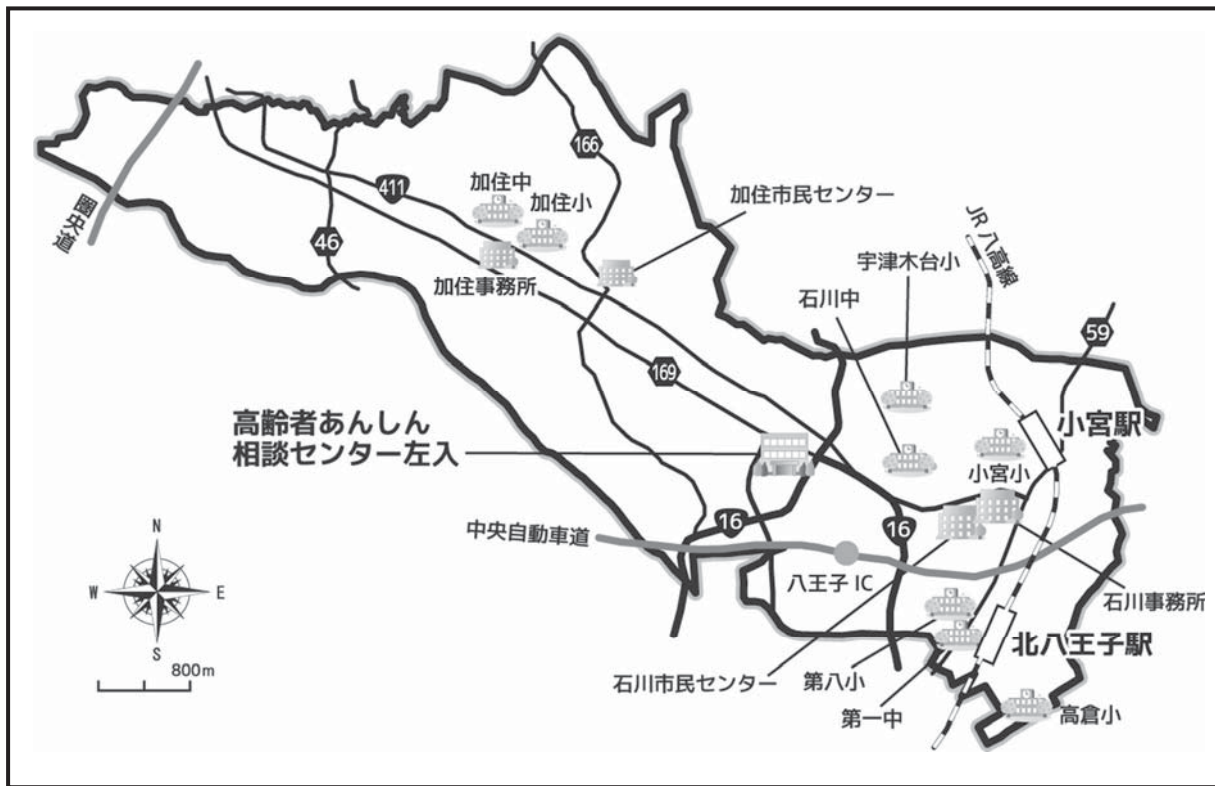 166
411
加住中
加住小
加住市民センター
JR 八高線
圏央道
46
宇津木台小
加住事務所
石川中
59
169
高齢者あんしん
相談センター左入
小宮駅
小宮小
16
16
中央自動車道
N
W
E
S
八王子 IC
石川事務所
北八王子駅
800m
石川市民センター
第八小
第一中
高倉小